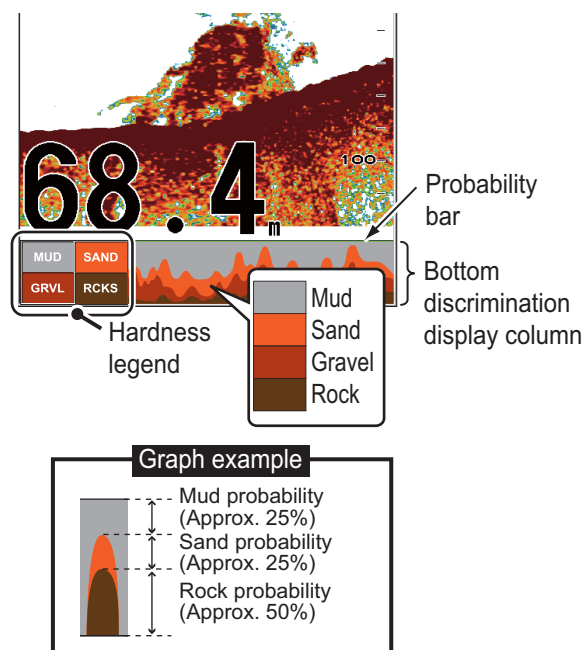 100
68.4m
Probability
bar
MUD SAND
GRVL RCKS
Bottom
discrimination
display column
Hardness
legend
Mud
Sand
Gravel
Rock
Graph example
Mud probability
(Approx. 25%)
Sand probability
(Approx. 25%)
Rock probability
(Approx. 50%)